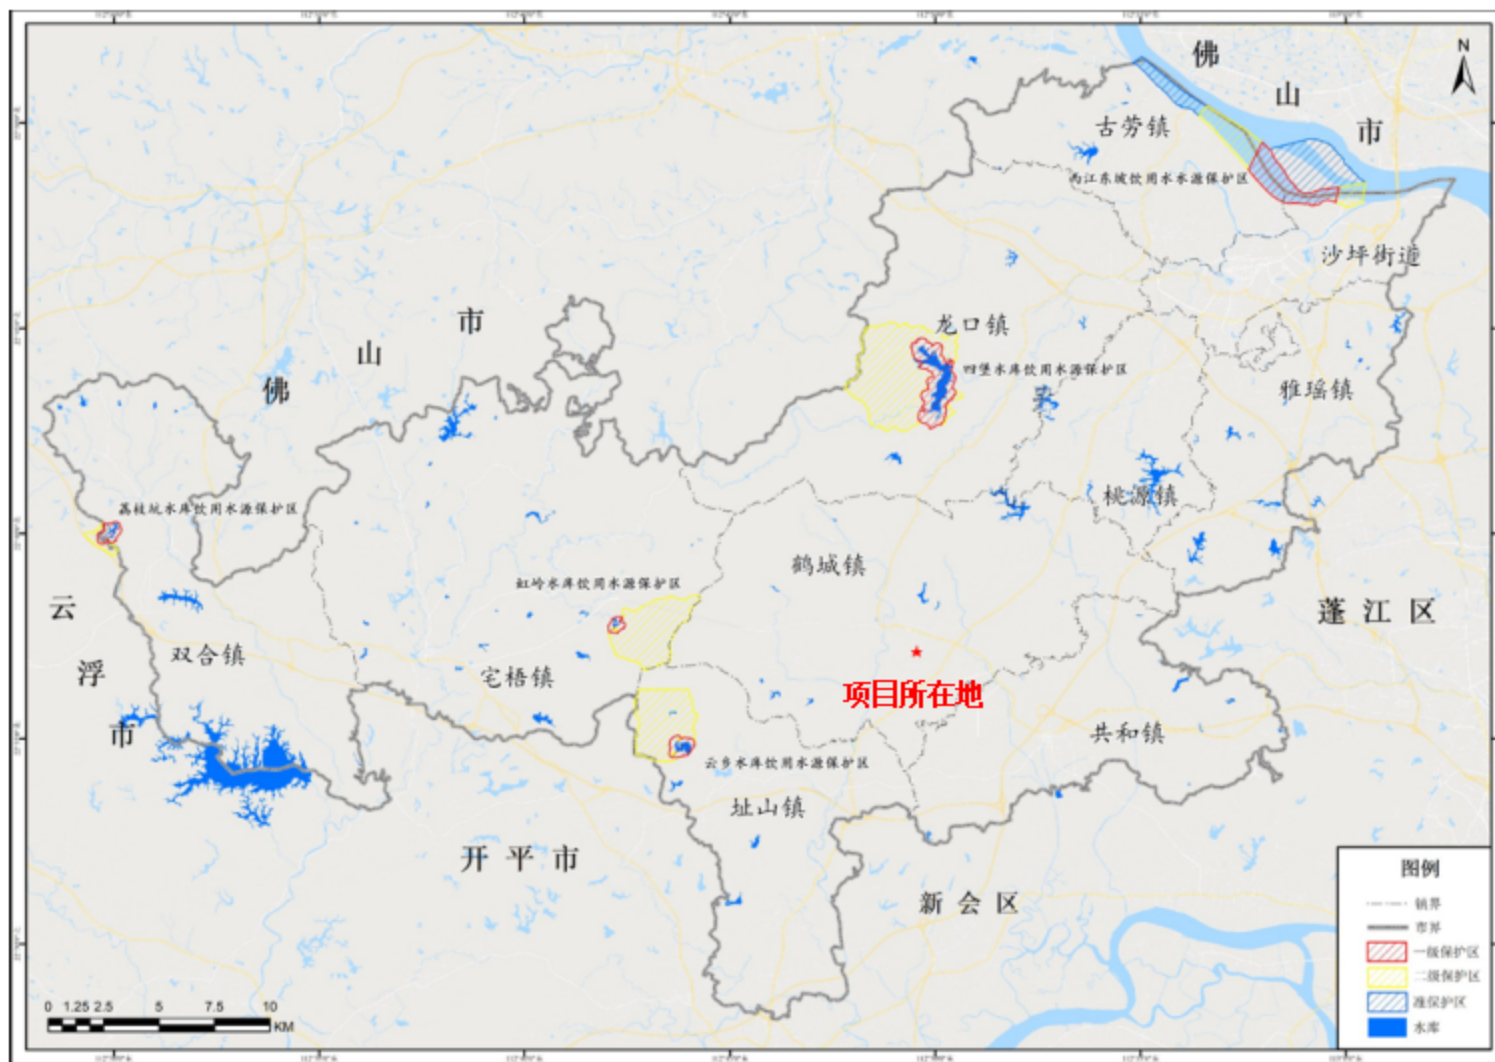 佛山市
N
古劳镇
西江东坡饮用水水源保护区
沙坪街道
佛山市
龙口镇
四堡水库饮用水源保护区
雅瑶镇
桃源镇
荔枝坑水库饮用水源保护区
鹤城镇
虹岭水库饮用水源保护区
云浮市
双合镇
宅梧镇
蓬江区
项目所在地
共和镇
云乡水库饮用水源保护区
址山镇
开平市
新会区
图例
镇界
市界
一级保护区
二级保护区
准保护区
水库
0 1.25 2.5 5 7.5 10
KM